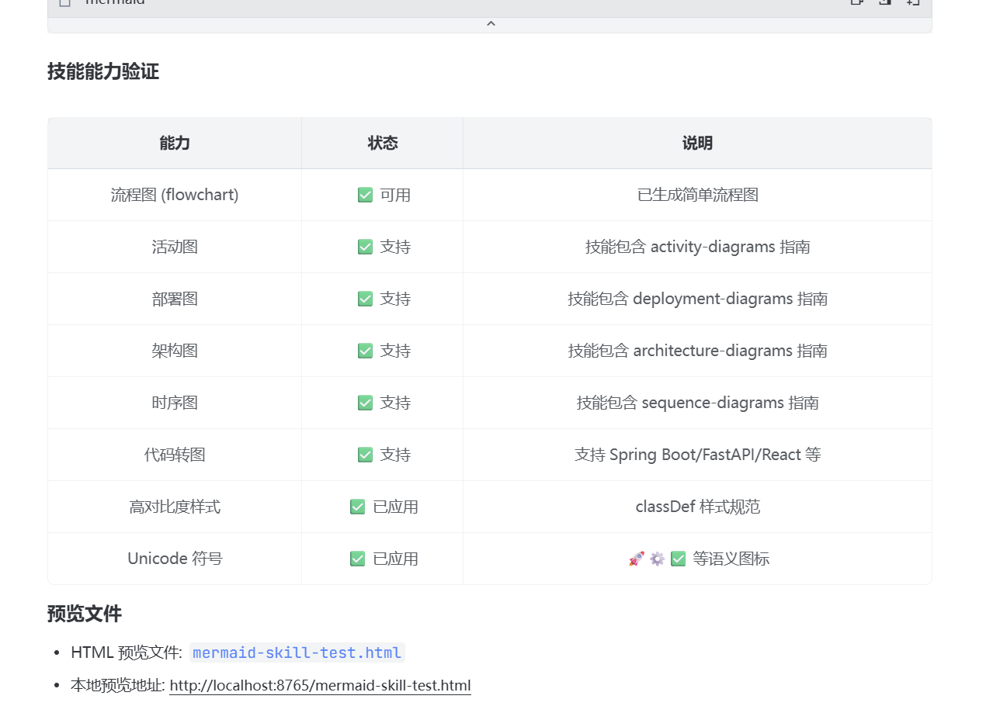 mermaid
技能能力验证
能力 状态 说明
流程图 (flowchart) ✅ 可用 已生成简单流程图
活动图 ✅ 支持 技能包含 activity-diagrams 指南
部署图 ✅ 支持 技能包含 deployment-diagrams 指南
架构图 ✅ 支持 技能包含 architecture-diagrams 指南
时序图 ✅ 支持 技能包含 sequence-diagrams 指南
代码转图 ✅ 支持 支持 Spring Boot/FastAPI/React 等
高对比度样式 ✅ 已应用 classDef 样式规范
Unicode 符号 ✅ 已应用 🚀 ⚙️ ✅ 等语义图标
预览文件
• HTML 预览文件: mermaid-skill-test.html
• 本地预览地址: http://localhost:8765/mermaid-skill-test.html